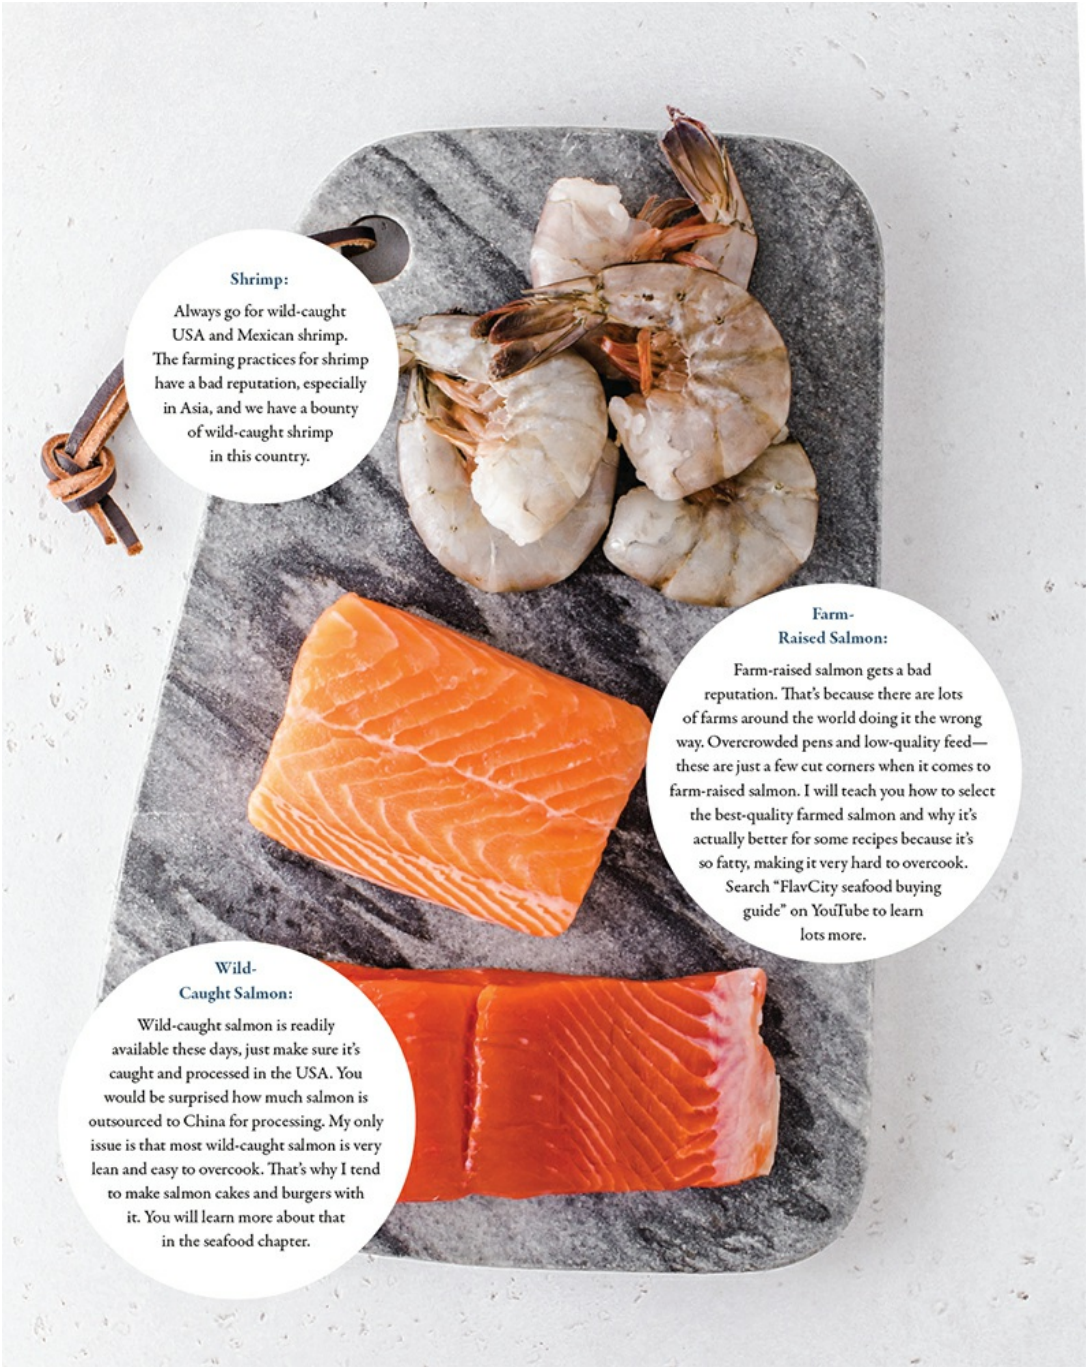 Shrimp:
Always go for wild-caught
USA and Mexican shrimp.
The farming practices for shrimp
have a bad reputation, especially
in Asia, and we have a bounty
of wild-caught shrimp
in this country.
Farm-
Raised Salmon:
Farm-raised salmon gets a bad
reputation. That’s because there are lots
of farms around the world doing it the wrong
way. Overcrowded pens and low-quality feed—
these are just a few cut corners when it comes to
farm-raised salmon. I will teach you how to select
the best-quality farmed salmon and why it’s
actually better for some recipes because it’s
so fatty, making it very hard to overcook.
Search “FlavCity seafood buying
guide” on YouTube to learn
lots more.
Wild-
Caught Salmon:
Wild-caught salmon is readily
available these days, just make sure it’s
caught and processed in the USA. You
would be surprised how much salmon is
outsourced to China for processing. My only
issue is that most wild-caught salmon is very
lean and easy to overcook. That’s why I tend
to make salmon cakes and burgers with
it. You will learn more about that
in the seafood chapter.